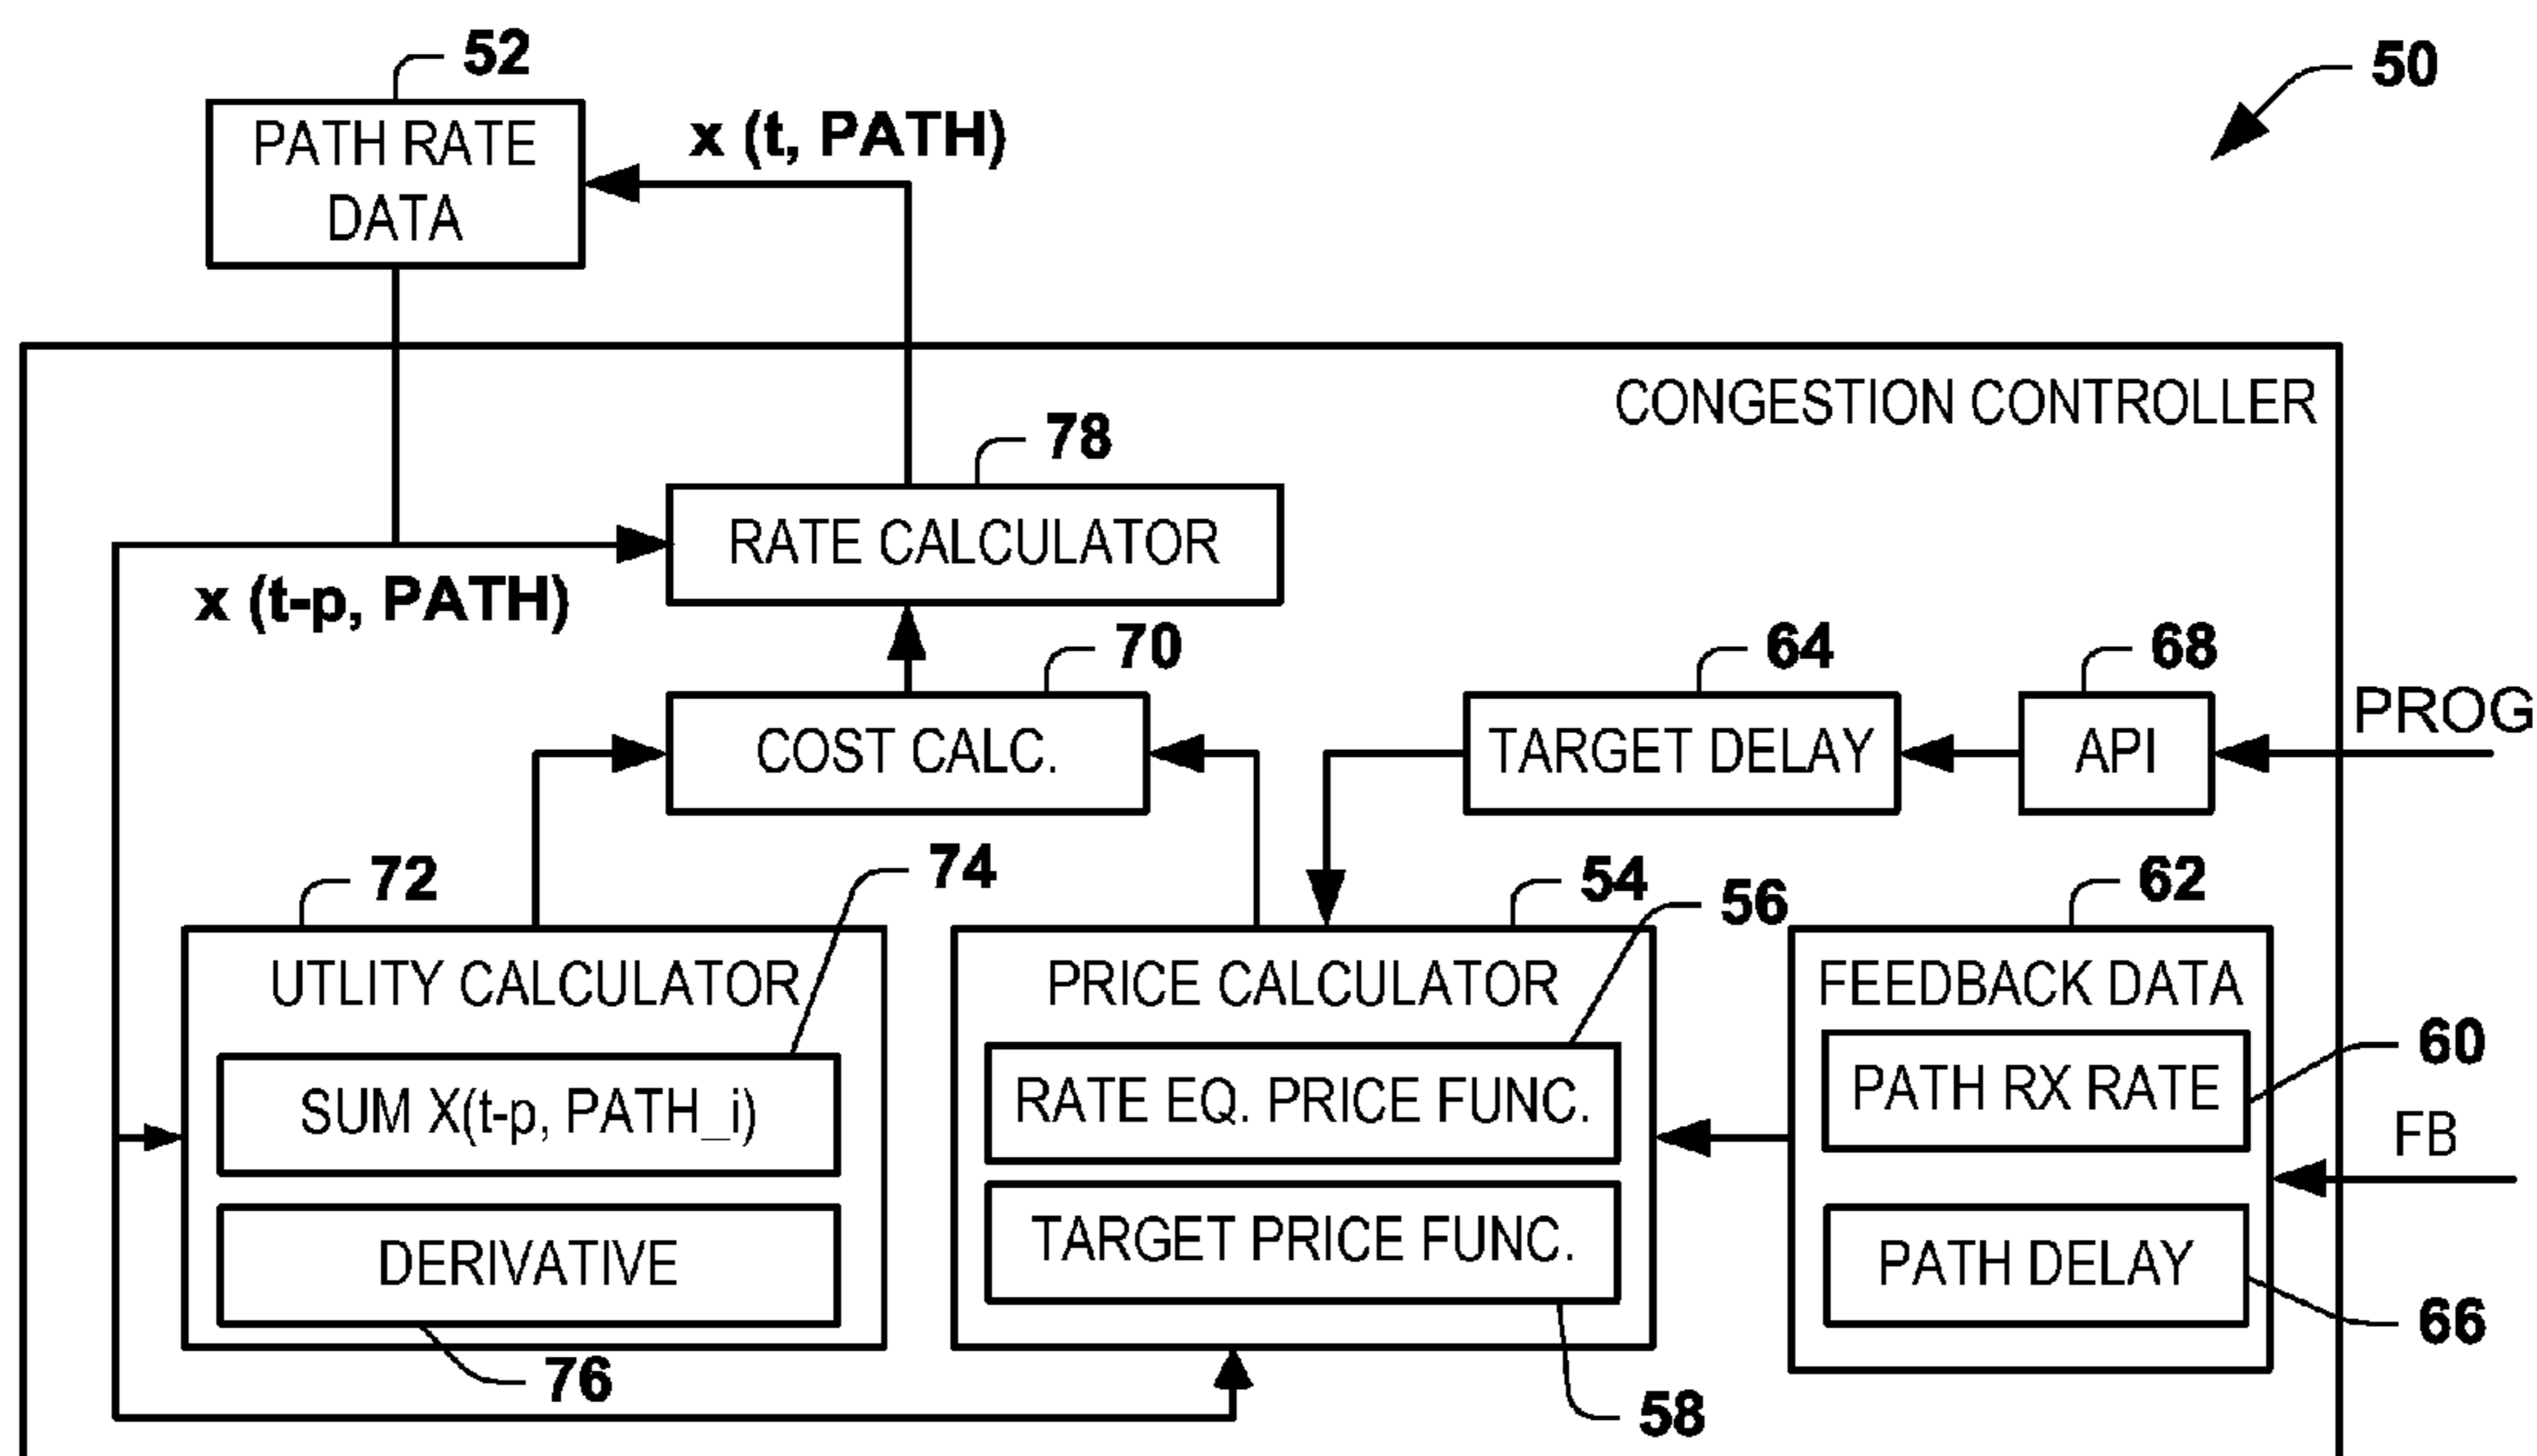 52
50
PATH RATE
DATA
x (t, PATH)
CONGESTION CONTROLLER
78
RATE CALCULATOR
x (t-p, PATH)
70
64
68
COST CALC.
TARGET DELAY
API
PROG
72
74
54
56
62
UTLITY CALCULATOR
SUM X(t-p, PATH_i)
DERIVATIVE
76
PRICE CALCULATOR
RATE EQ. PRICE FUNC.
TARGET PRICE FUNC.
58
FEEDBACK DATA
PATH RX RATE
60
FB
PATH DELAY
66